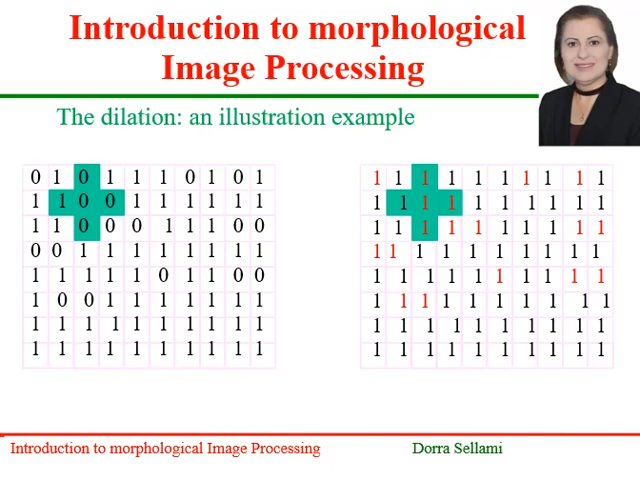 Introduction to morphological
Image Processing
The dilation: an illustration example
0 1 0 1 1 1 0 1 0 1
1 1 0 0 1 1 1 1 1 1
1 1 0 0 0 1 1 1 0 0
0 0 1 1 1 1 1 1 1 1
1 1 1 1 1 0 1 1 0 0
1 0 0 1 1 1 1 1 1 1
1 1 1 1 1 1 1 1 1 1
1 1 1 1 1 1 1 1 1 1
1 1 1 1 1 1 1 1 1 1
1 1 1 1 1 1 1 1 1 1
1 1 1 1 1 1 1 1 1 1
1 1 1 1 1 1 1 1 1 1
1 1 1 1 1 1 1 1 1 1
1 1 1 1 1 1 1 1 1 1
1 1 1 1 1 1 1 1 1 1
1 1 1 1 1 1 1 1 1 1
Introduction to morphological Image Processing
Dorra Sellami